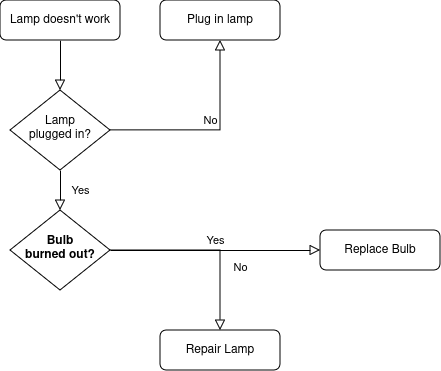 Lamp doesn't work
Plug in lamp
Lamp
plugged in?
No
Yes
Bulb
burned out?
Yes
No
Replace Bulb
Repair Lamp